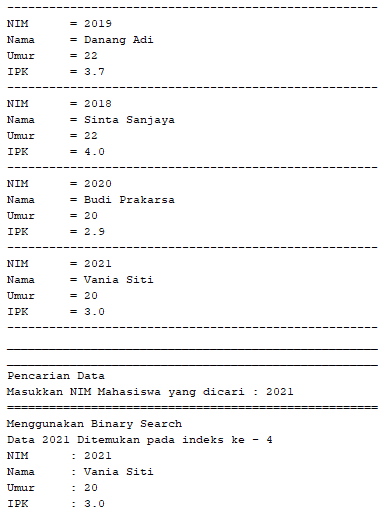 -----------------------------------------------------
NIM      = 2019
Nama     = Danang Adi
Umur     = 22
IPK      = 3.7
-----------------------------------------------------
NIM      = 2018
Nama     = Sinta Sanjaya
Umur     = 22
IPK      = 4.0
-----------------------------------------------------
NIM      = 2020
Nama     = Budi Prakarsa
Umur     = 20
IPK      = 2.9
-----------------------------------------------------
NIM      = 2021
Nama     = Vania Siti
Umur     = 20
IPK      = 3.0
-----------------------------------------------------
_____________________________________________________
_____________________________________________________
Pencarian Data
Masukkan NIM Mahasiswa yang dicari : 2021
=====================================================
Menggunakan Binary Search
Data 2021 Ditemukan pada indeks ke - 4
NIM      : 2021
Nama     : Vania Siti
Umur     : 20
IPK      : 3.0